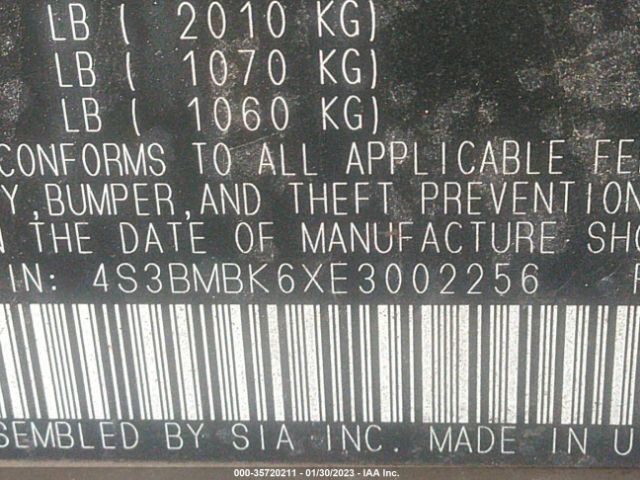 LB ( 2010 KG)
LB ( 1070 KG)
LB ( 1060 KG)
CONFORMS TO ALL APPLICABLE FE
Y,BUMPER,AND THEFT PREVENTION
N THE DATE OF MANUFACTURE SHO
IN: 4S3BMBK6XE3002256
SEMBLED BY SIA INC. MADE IN U
000-35720211 - 01/30/2023 - IAA Inc.